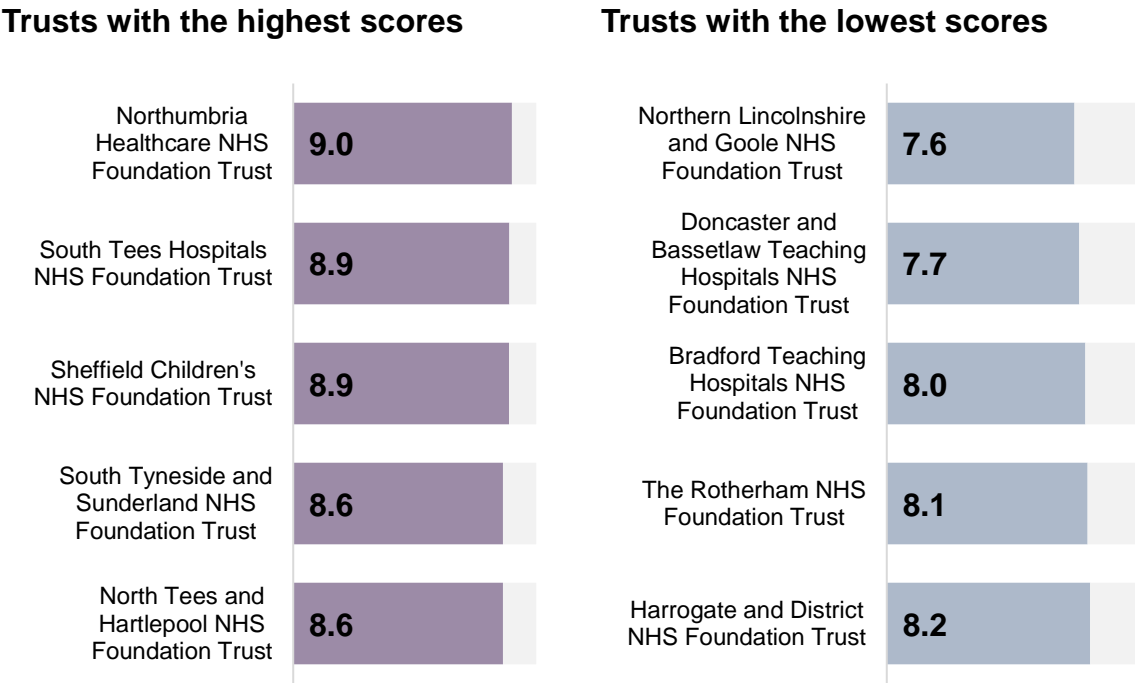 Trusts with the highest scores
Northumbria
Healthcare NHS
Foundation Trust
9.0
South Tees Hospitals
NHS Foundation Trust
8.9
Sheffield Children's
NHS Foundation Trust
8.9
South Tyneside and
Sunderland NHS
Foundation Trust
8.6
North Tees and
Hartlepool NHS
Foundation Trust
8.6
Trusts with the lowest scores
Northern Lincolnshire
and Goole NHS
Foundation Trust
7.6
Doncaster and
Bassetlaw Teaching
Hospitals NHS
Foundation Trust
7.7
Bradford Teaching
Hospitals NHS
Foundation Trust
8.0
The Rotherham NHS
Foundation Trust
8.1
Harrogate and District
NHS Foundation Trust
8.2